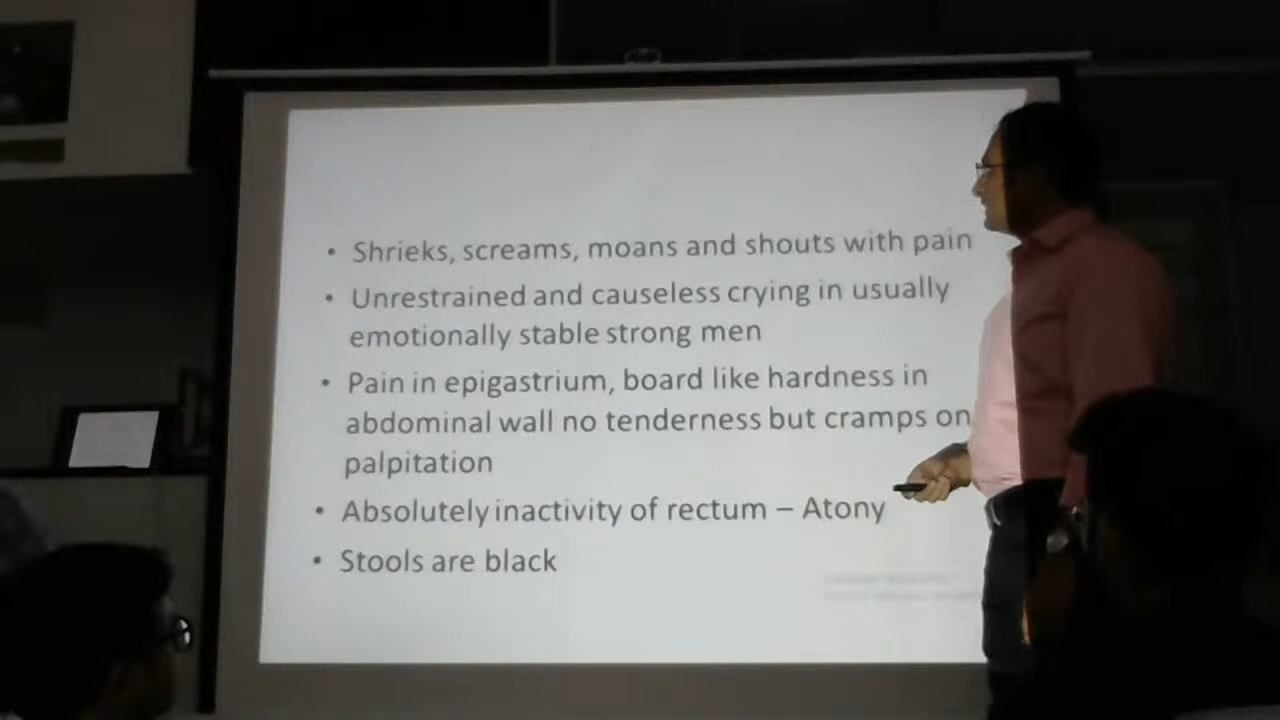 • Shrieks, screams, moans and shouts with pain
• Unrestrained and causeless crying in usually
emotionally stable strong men
• Pain in epigastrium, board like hardness in
abdominal wall no tenderness but cramps on
palpitation
• Absolutely inactivity of rectum – Atony
• Stools are black